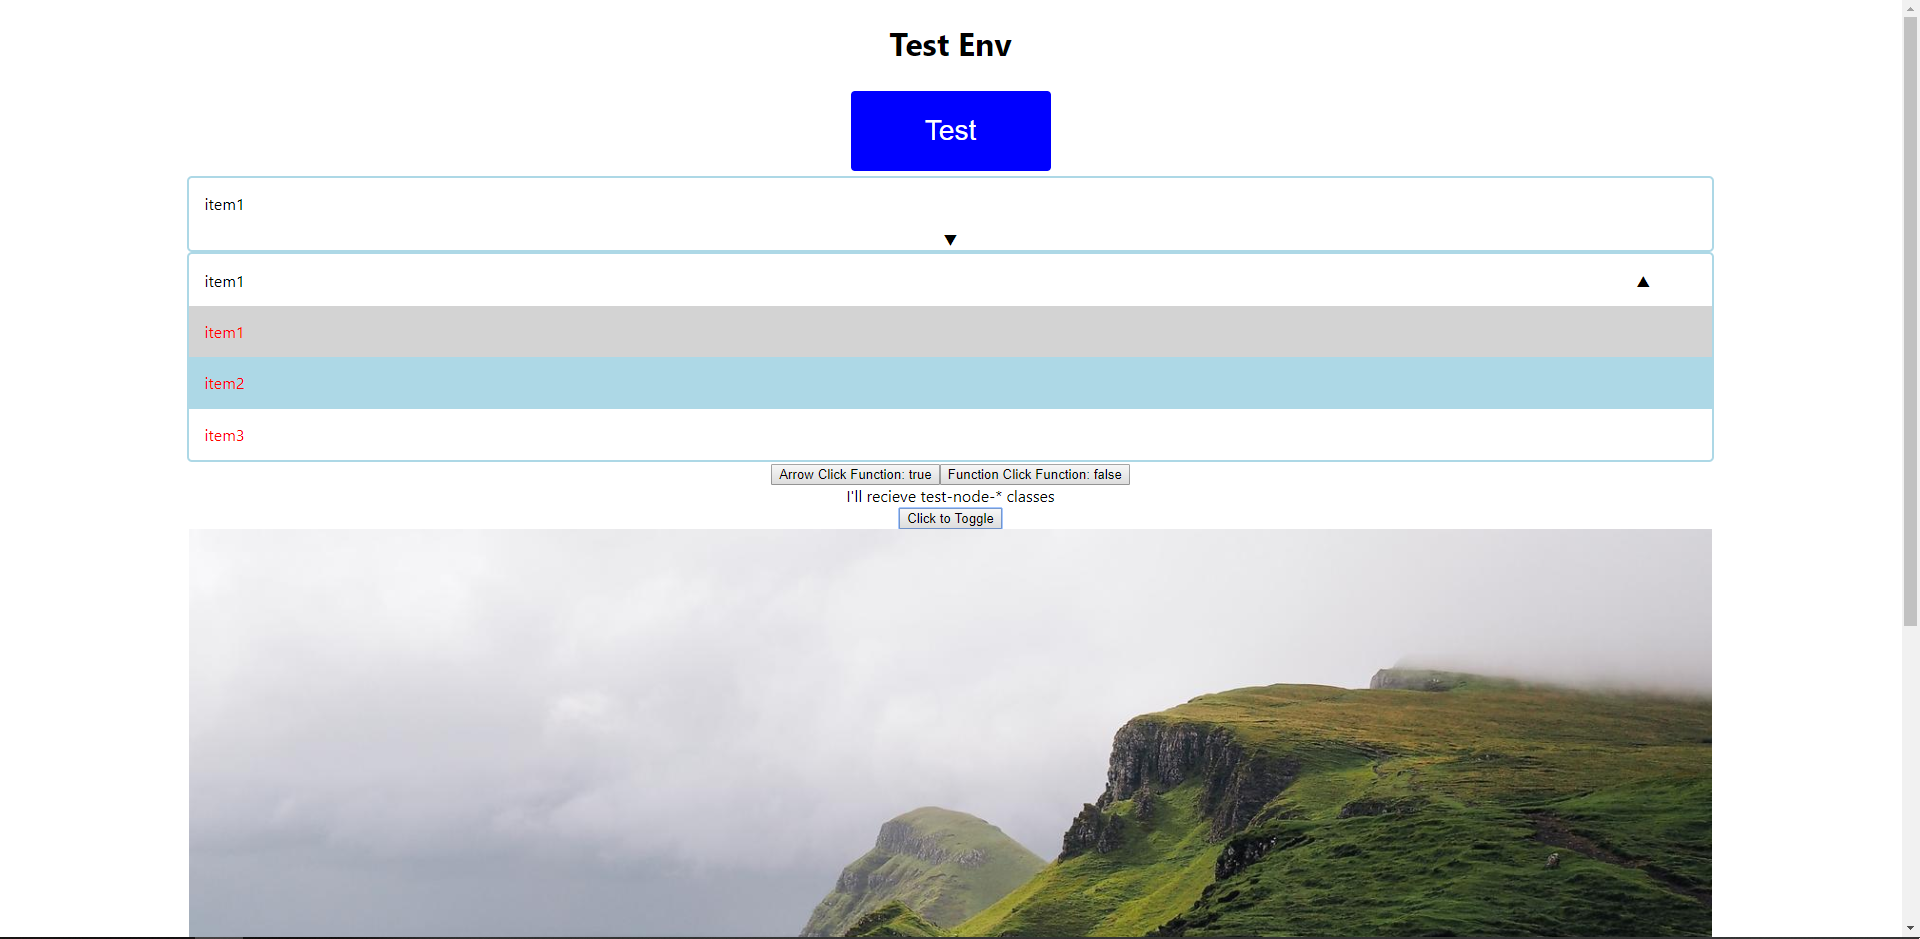 Test Env
Test
item1
▼
item1 ▲
item1
item2
item3
Arrow Click Function: true Function Click Function: false
I'll recieve test-node-* classes
Click to Toggle